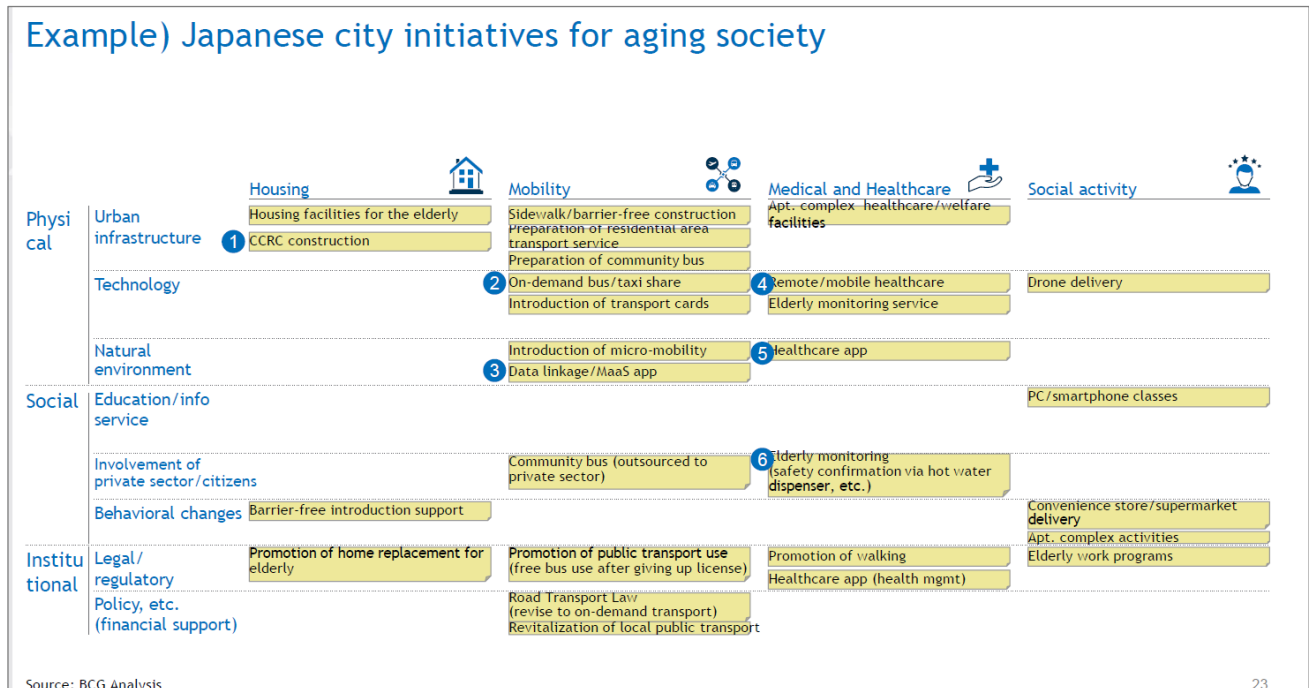 Example) Japanese city initiatives for aging society
Housing
Mobility
Medical and Healthcare
Social activity
Physi
cal
Urban
infrastructure
Housing facilities for the elderly
1
CCRC construction
Sidewalk/barrier-free construction
Preparation of residential area
transport service
Preparation of community bus
Apt. complex healthcare/welfare
facilities
Technology
2
On-demand bus/taxi share
Introduction of transport cards
4
Remote/mobile healthcare
Elderly monitoring service
Drone delivery
Natural
environment
Introduction of micro-mobility
3
Data linkage/MaaS app
5
Healthcare app
Social
Education/info
service
PC/smartphone classes
Involvement of
private sector/citizens
Community bus (outsourced to
private sector)
6
Elderly monitoring
(safety confirmation via hot water
dispenser, etc.)
Behavioral changes
Barrier-free introduction support
Convenience store/supermarket
delivery
Apt. complex activities
Institu
tional
Legal/
regulatory
Promotion of home replacement for
elderly
Promotion of public transport use
(free bus use after giving up license)
Promotion of walking
Healthcare app (health mgmt)
Elderly work programs
Policy, etc.
(financial support)
Road Transport Law
(revise to on-demand transport)
Revitalization of local public transport
Source: BCG Analysis
23